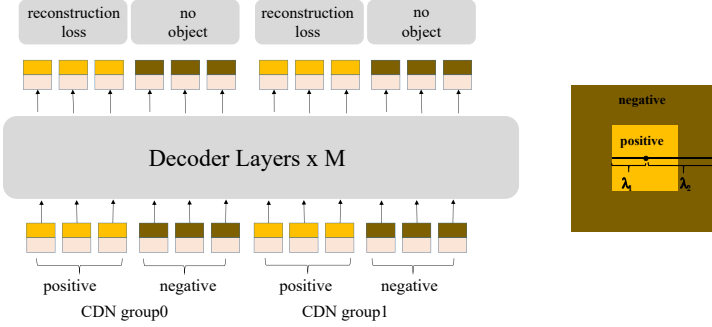 reconstruction
loss
no
object
reconstruction
loss
no
object
Decoder Layers x M
positive
negative
positive
negative
CDN group0
CDN group1
negative
positive
λ₁
λ₂